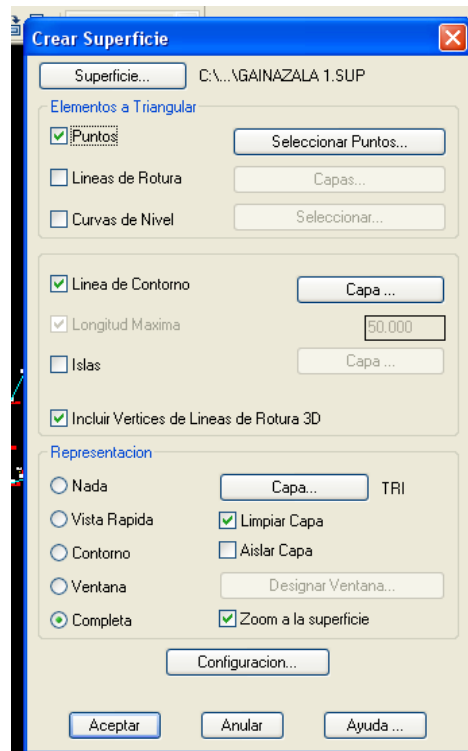 Crear Superficie
Superficie... C:\...\GAINAZALA 1.SUP
Elementos a Triangular
Puntos Seleccionar Puntos...
Lineas de Rotura Capas...
Curvas de Nivel Seleccionar...
Linea de Contorno Capa ...
Longitud Maxima 50.000
Islas Capa ...
Incluir Vertices de Lineas de Rotura 3D
Representacion
Nada Capa... TRI
Vista Rapida Limpiar Capa
Contorno Aislar Capa
Ventana Designar Ventana...
Completa Zoom a la superficie
Configuracion...
Aceptar Anular Ayuda ...